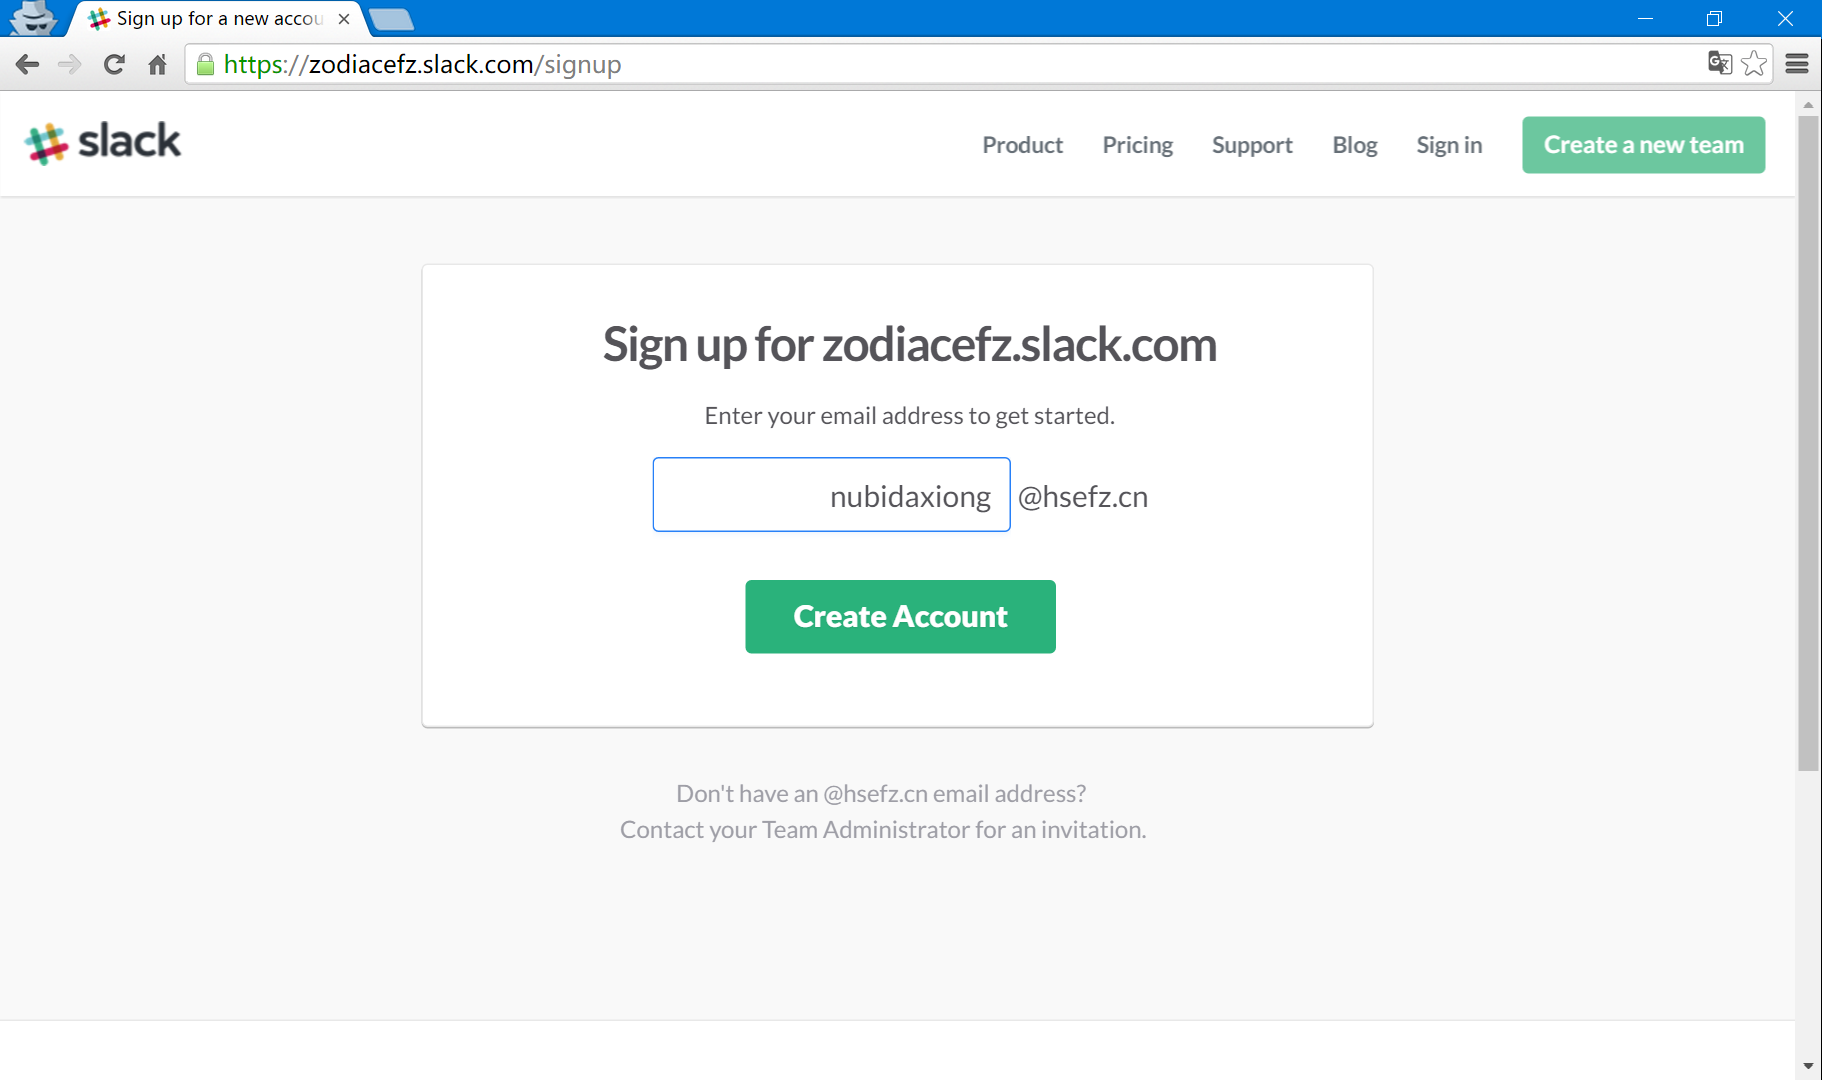 Sign up for a new accou
https://zodiacefz.slack.com/signup
slack
Product Pricing Support Blog Sign in Create a new team
Sign up for zodiacefz.slack.com
Enter your email address to get started.
nubidaxiong @hsefz.cn
Create Account
Don't have an @hsefz.cn email address?
Contact your Team Administrator for an invitation.